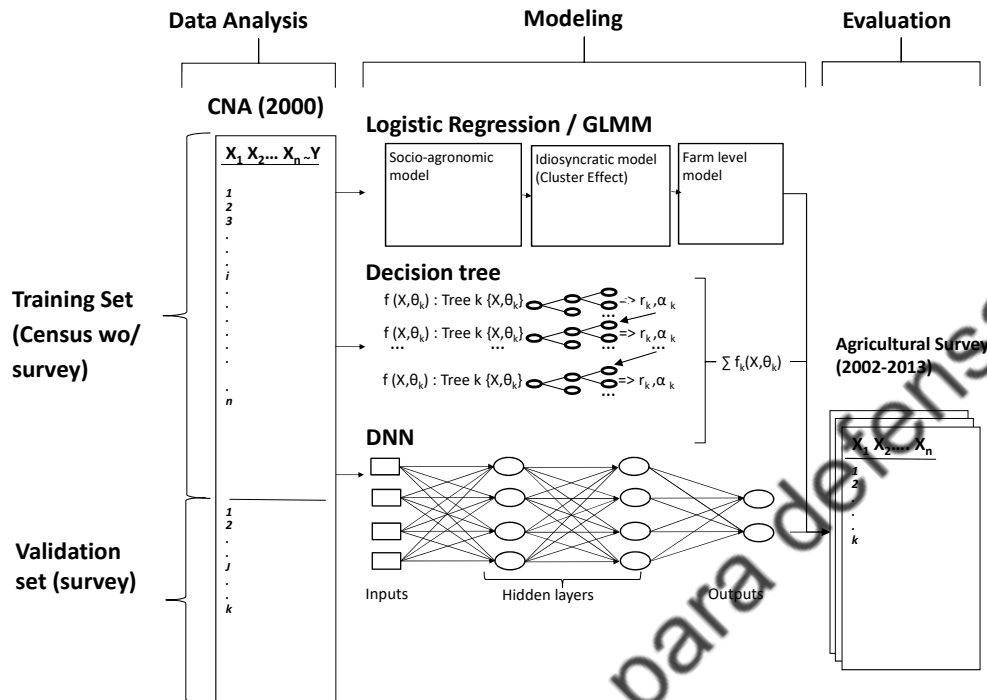 Data Analysis
Modeling
Evaluation
CNA (2000)
X1 X2... Xn ~Y
1
2
3
.
.
.
i
.
.
.
.
.
.
n
1
2
.
.
J
.
.
k
Training Set
(Census wo/
survey)
Validation
set (survey)
Logistic Regression / GLMM
Socio-agronomic
model
Idiosyncratic model
(Cluster Effect)
Farm level
model
Decision tree
f (X,θk) : Tree k {X,θk} => rk,αk
...
f (X,θk) : Tree k {X,θk} => rk,αk
... ... ... ...
f (X,θk) : Tree k {X,θk} => rk,αk
...
∑ fk(X,θk)
DNN
Inputs
Hidden layers
Outputs
Agricultural Survey
(2002-2013)
X1 X2.... Xn
1
2
.
.
.
k
para defensa